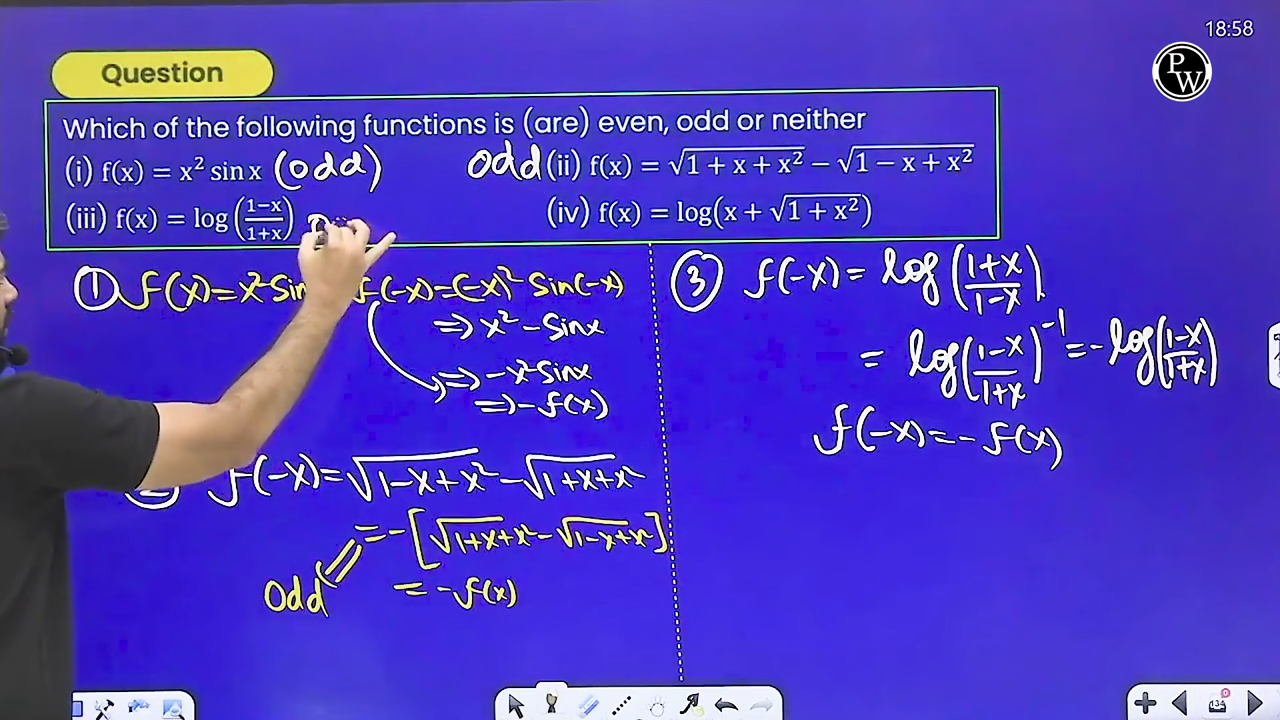 18:58
PW
Question
Which of the following functions is (are) even, odd or neither
(i) f(x) = x² sin x (odd)
odd (ii) f(x) = √(1 + x + x²) − √(1 − x + x²)
(iii) f(x) = log((1−x)/(1+x))
(iv) f(x) = log(x + √(1 + x²))
① f(x)=x² Sin f(-x)=(-x)² Sin(-x)
=> x² - Sinx
=> -x² Sinx
=> -f(x)
f(-x)=√(1-x+x²) -√(1+x+x²)
= -[√(1+x+x²) -√(1-x+x²)]
Odd = -f(x)
③ f(-x) = log((1+x)/(1-x))
= log((1-x)/(1+x))⁻¹ = -log((1-x)/(1+x))
f(-x) = - f(x)
134